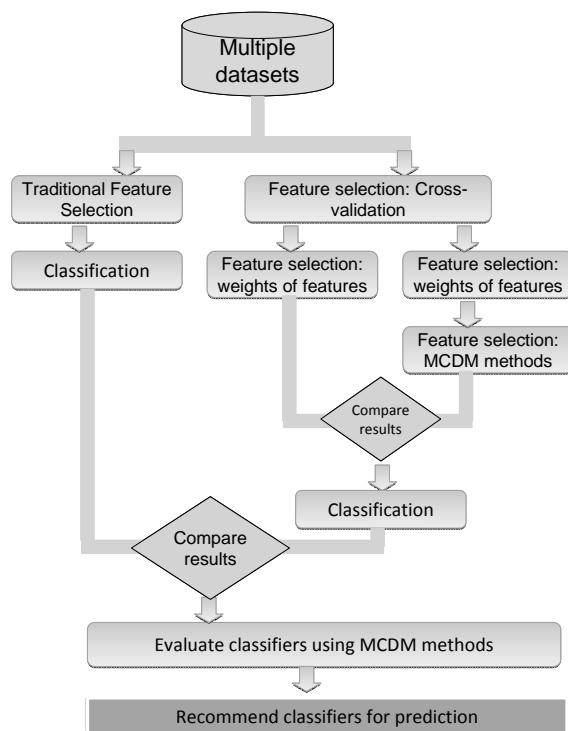 Multiple
datasets
Traditional Feature
Selection
Feature selection: Cross-
validation
Classification
Feature selection:
weights of features
Feature selection:
weights of features
Feature selection:
MCDM methods
Compare
results
Classification
Compare
results
Evaluate classifiers using MCDM methods
Recommend classifiers for prediction